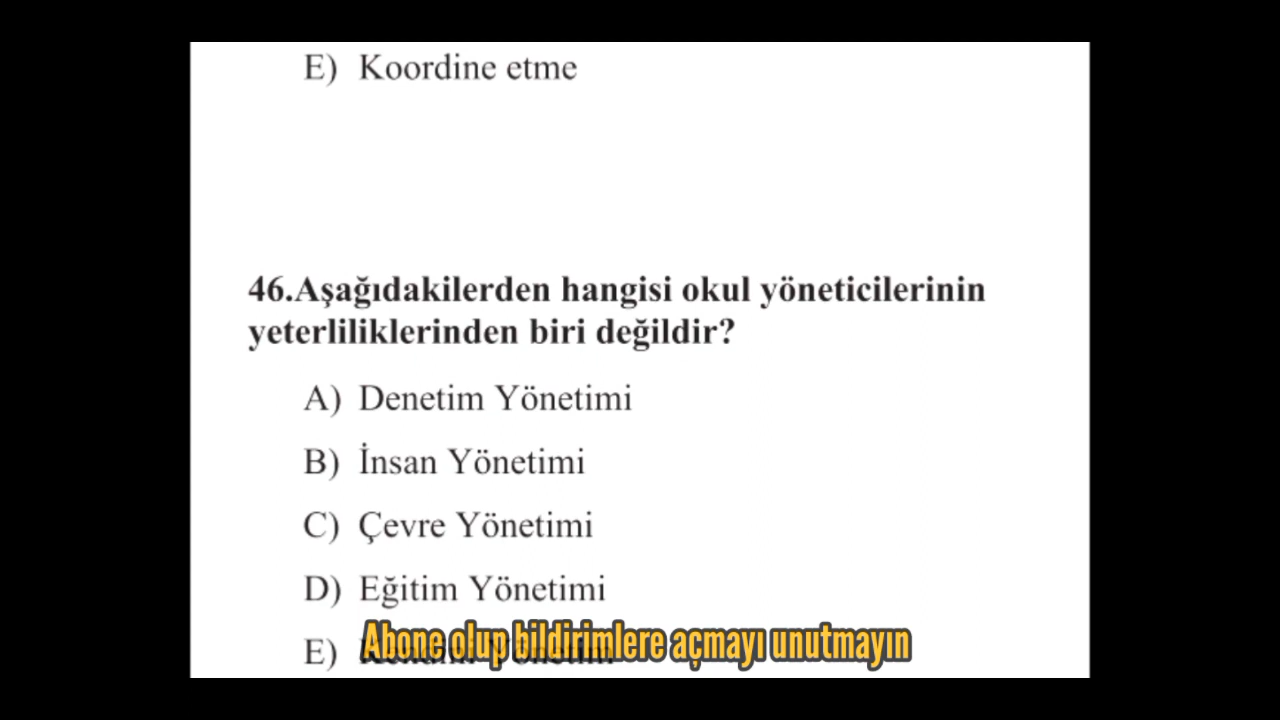 E) Koordine etme
46.Aşağıdakilerden hangisi okul yöneticilerinin
yeterliliklerinden biri değildir?
A) Denetim Yönetimi
B) İnsan Yönetimi
C) Çevre Yönetimi
D) Eğitim Yönetimi
E)
Abone olup bildirimlere açmayı unutmayın